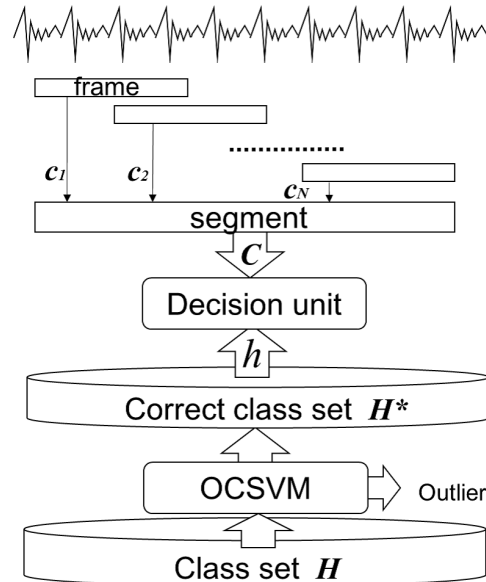 frame
c1
c2
cN
segment
C
Decision unit
h
Correct class set H*
OCSVM
Outlier
Class set H